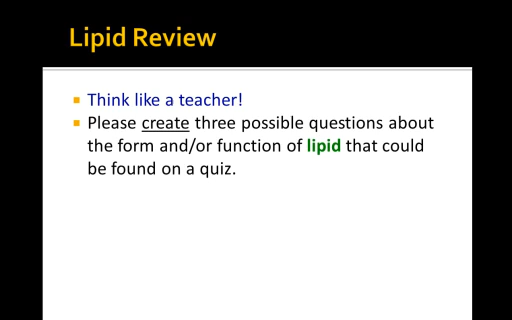 Lipid Review
Think like a teacher!
Please create three possible questions about
the form and/or function of lipid that could
be found on a quiz.